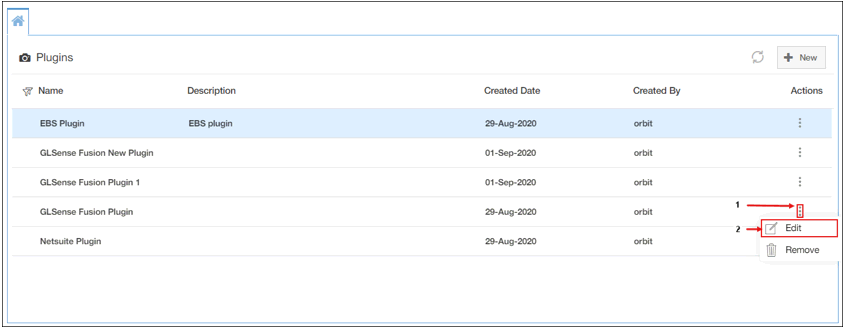 Plugins
New
Name Description Created Date Created By Actions
EBS Plugin EBS plugin 29-Aug-2020 orbit
GLSense Fusion New Plugin 01-Sep-2020 orbit
GLSense Fusion Plugin 1 01-Sep-2020 orbit
1
GLSense Fusion Plugin 29-Aug-2020 orbit
2 Edit
Netsuite Plugin 29-Aug-2020 orbit
Remove